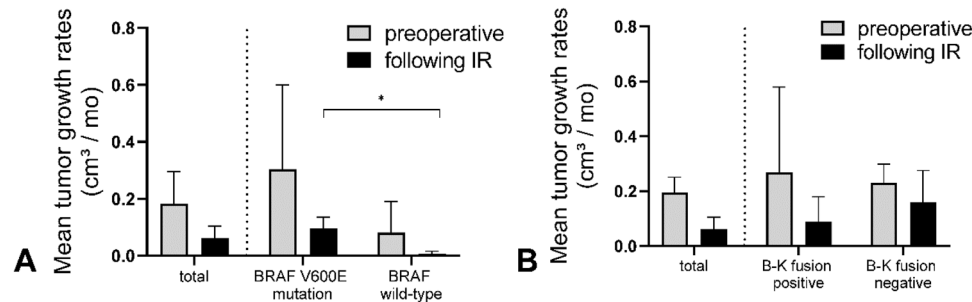 A
Mean tumor growth rates
(cm³ / mo)
0.8
0.6
0.4
0.2
0.0
preoperative
following IR
*
total
BRAF V600E
mutation
BRAF
wild-type
B
Mean tumor growth rates
(cm³ / mo)
0.8
0.6
0.4
0.2
0.0
preoperative
following IR
total
B-K fusion
positive
B-K fusion
negative